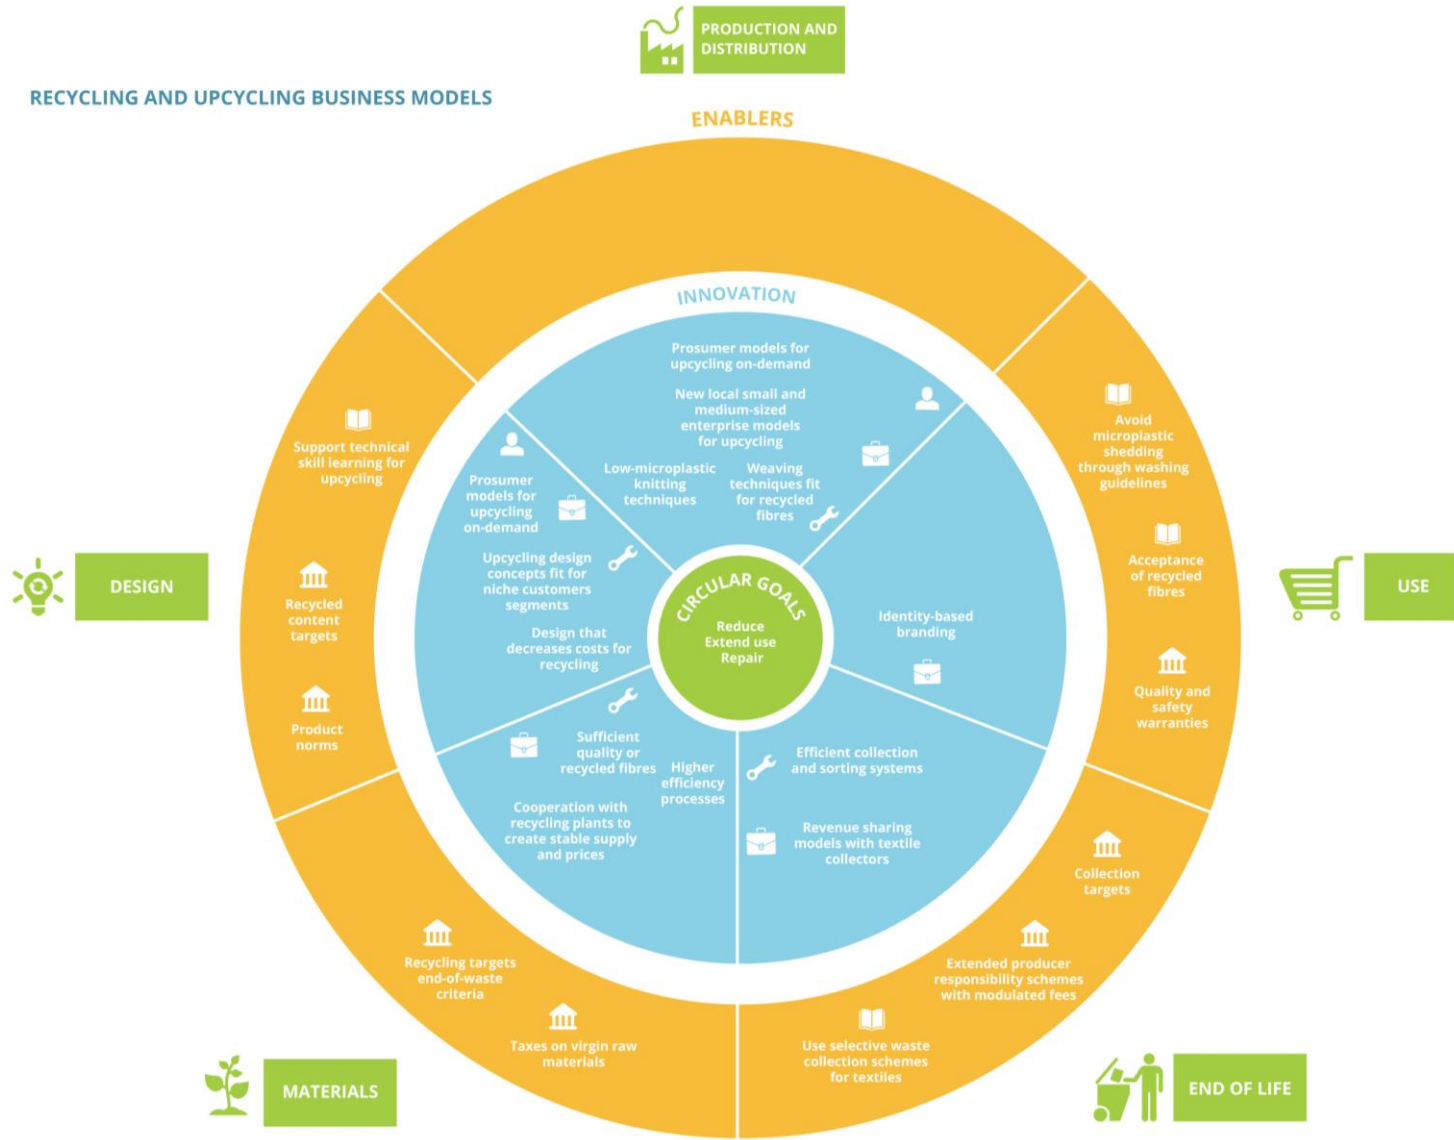 PRODUCTION AND
DISTRIBUTION
RECYCLING AND UPCYCLING BUSINESS MODELS
ENABLERS
INNOVATION
Prosumer models for
upcycling on-demand
New local small and
medium-sized
enterprise models
for upcycling
Low-microplastic
knitting
techniques
Weaving
techniques fit
for recycled
fibres
Support technical
skill learning for
upcycling
Recycled
content
targets
Product
norms
Prosumer
models for
upcycling
on-demand
Upcycling design
concepts fit for
niche customers
segments
Design that
decreases costs for
recycling
DESIGN
CIRCULAR GOALS
Reduce
Extend use
Repair
Identity-based
branding
Avoid
microplastic
shedding
through washing
guidelines
Acceptance
of recycled
fibres
Quality and
safety
warranties
USE
Sufficient
quality or
recycled fibres
Higher
efficiency
processes
Cooperation with
recycling plants to
create stable supply
and prices
Efficient collection
and sorting systems
Revenue sharing
models with textile
collectors
Recycling targets
end-of-waste
criteria
Taxes on virgin raw
materials
MATERIALS
Collection
targets
Extended producer
responsibility schemes
with modulated fees
Use selective waste
collection schemes
for textiles
END OF LIFE